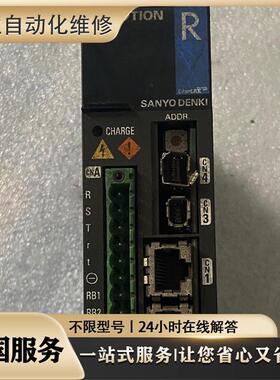 自动化维修
TION
R
EtherCAT
SANYO DENKI
ADDR
CHARGE
CNA
CN4
R
S
T
r
t
⊖
RB1
RB2
CN3
CN1
不限型号|24小时在线解答
国服务
一站式服务|让您省心又省